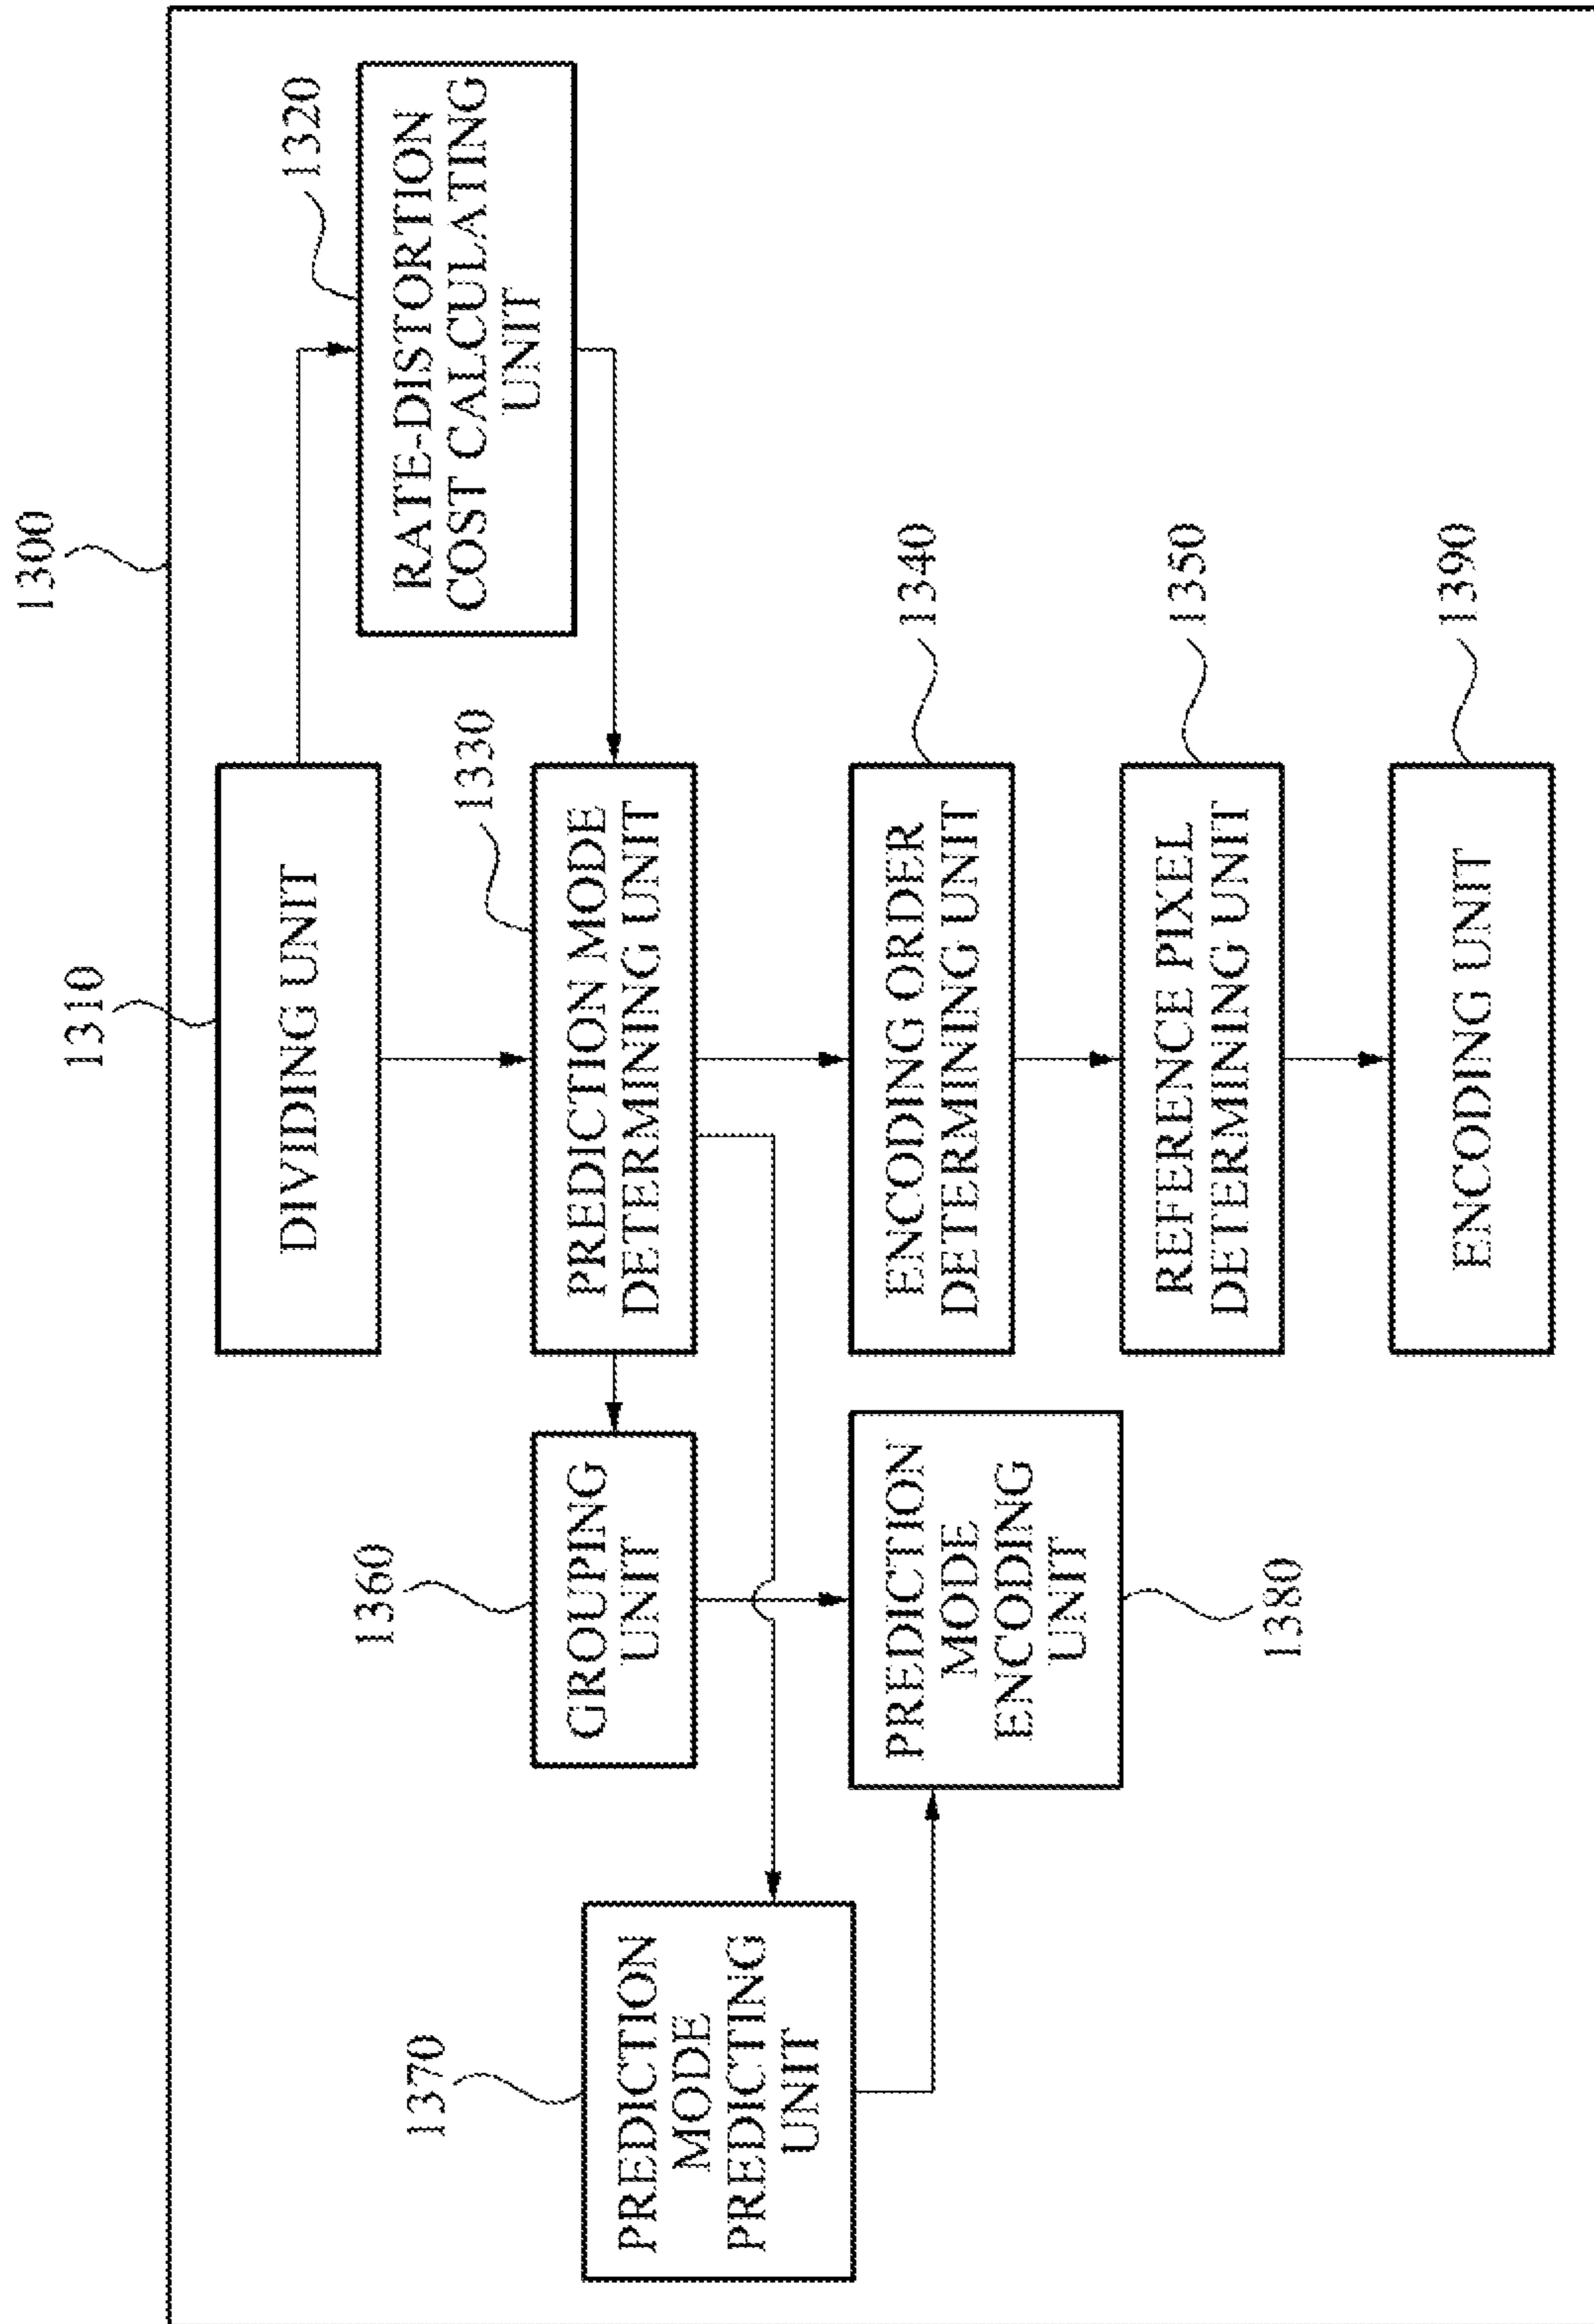 1300
1310
DIVIDING UNIT
1320
RATE-DISTORTION
COST CALCULATING
UNIT
1330
PREDICTION MODE
DETERMINING UNIT
1360
GROUPING
UNIT
1370
PREDICTION
MODE
PREDICTING
UNIT
PREDICTION
MODE
ENCODING
UNIT
1380
ENCODING ORDER
DETERMINING UNIT
1340
REFERENCE PIXEL
DETERMINING UNIT
1350
ENCODING UNIT
1390